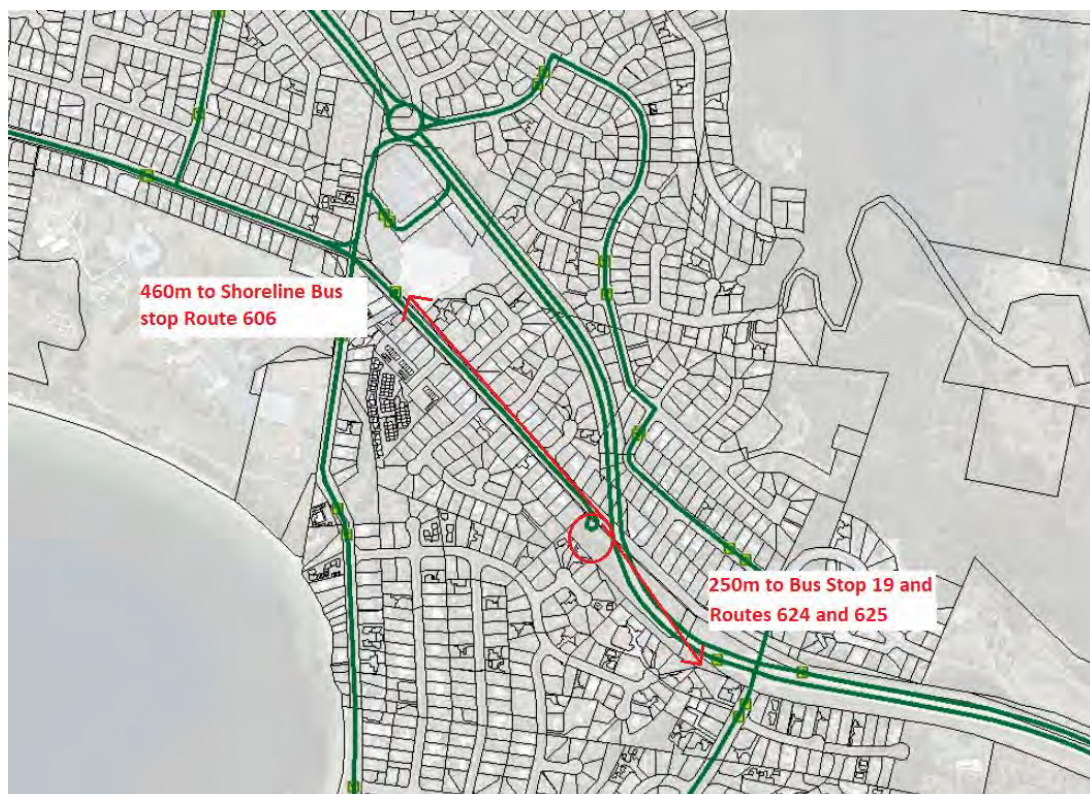 460m to Shoreline Bus
stop Route 606
250m to Bus Stop 19 and
Routes 624 and 625